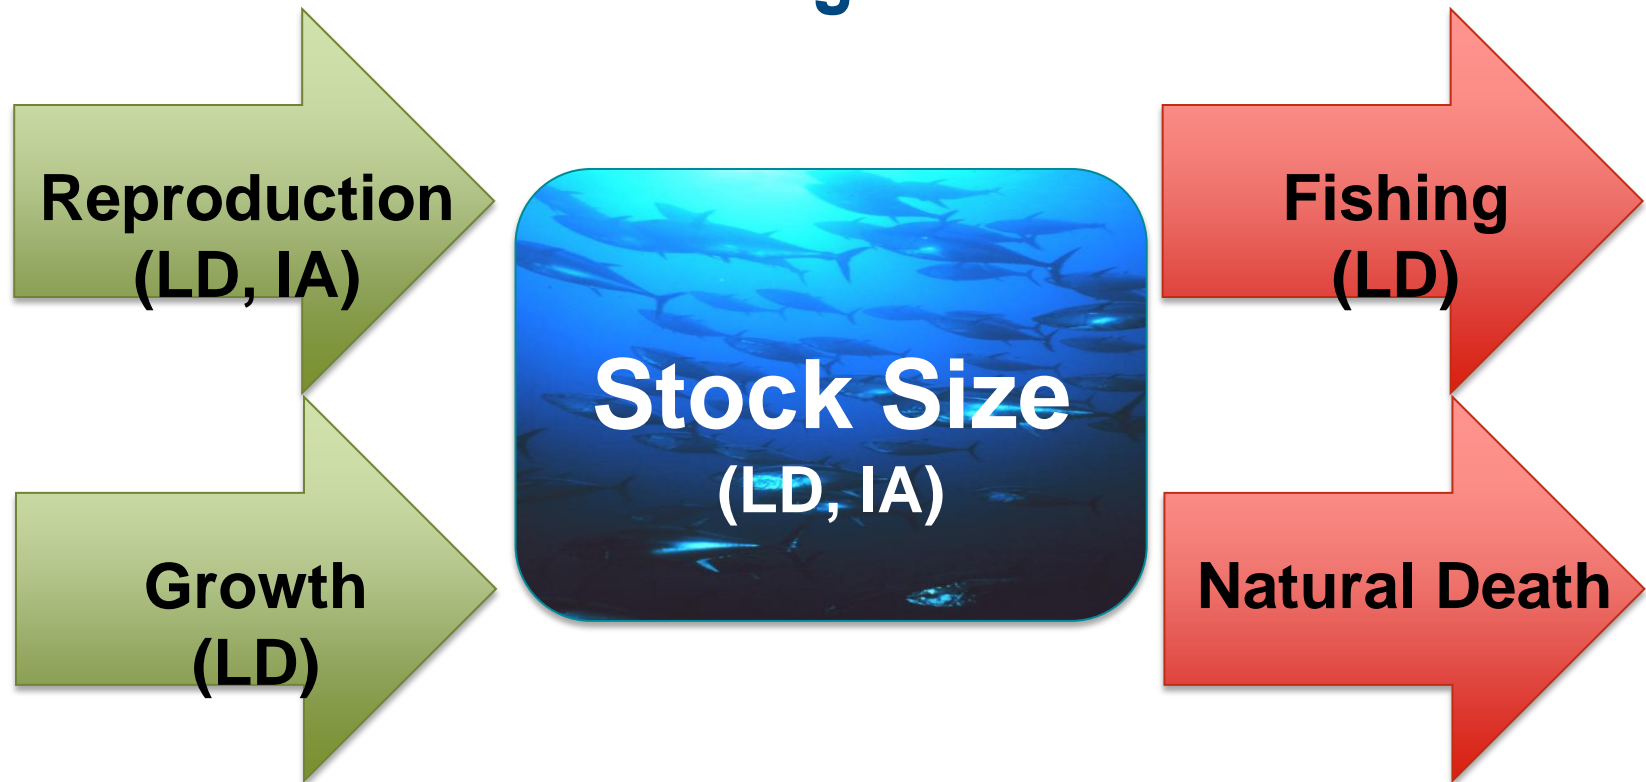 Reproduction
(LD, IA)
Growth
(LD)
Stock Size
(LD, IA)
Fishing
(LD)
Natural Death